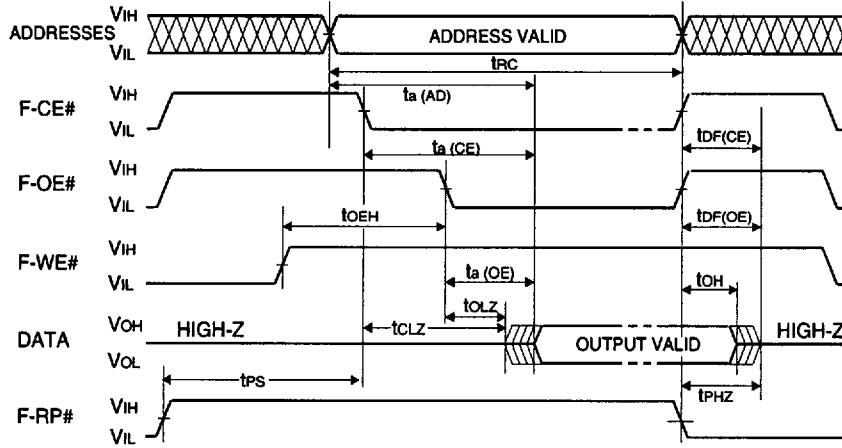 VIH
ADDRESSES
ADDRESS VALID
VIL
tRC
VIH
ta (AD)
F-CE#
VIL
tDF(CE)
ta (CE)
VIH
F-OE#
VIL
tOEH
tDF(OE)
VIH
F-WE#
ta (OE)
VIL
tOH
tOLZ
VOH
HIGH-Z
tCLZ
HIGH-Z
DATA
OUTPUT VALID
VOL
tPS
tPHZ
VIH
F-RP#
VIL